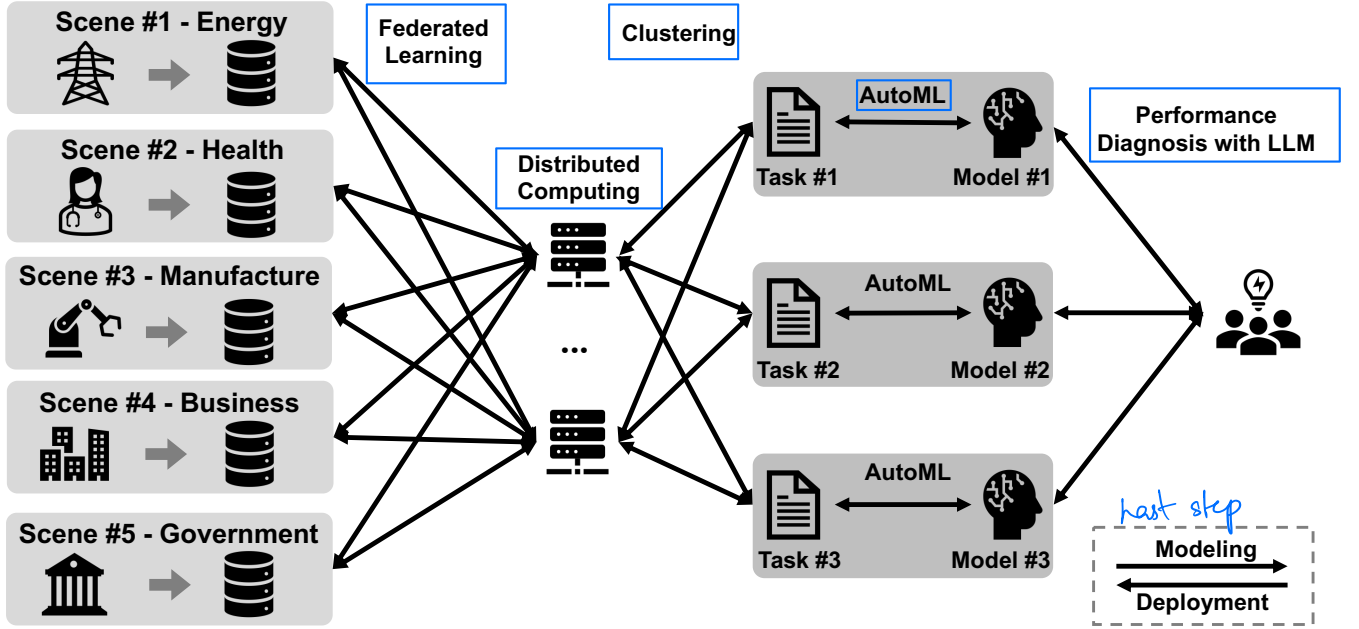 Scene #1 - Energy
Federated
Learning
Clustering
AutoML
Task #1
Model #1
Performance
Diagnosis with LLM
Scene #2 - Health
Distributed
Computing
Scene #3 - Manufacture
...
AutoML
Task #2
Model #2
Scene #4 - Business
AutoML
Task #3
Model #3
Scene #5 - Government
Last step
Modeling
Deployment